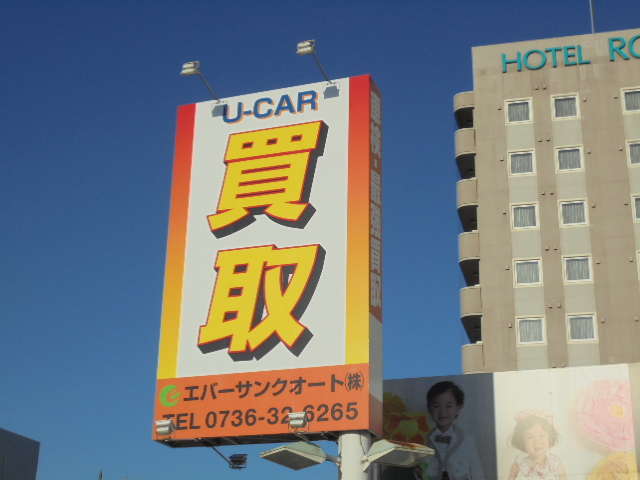 U-CAR
買
取
エバーサンクオート㈱
TEL 0736-32-6265
HOTEL RO